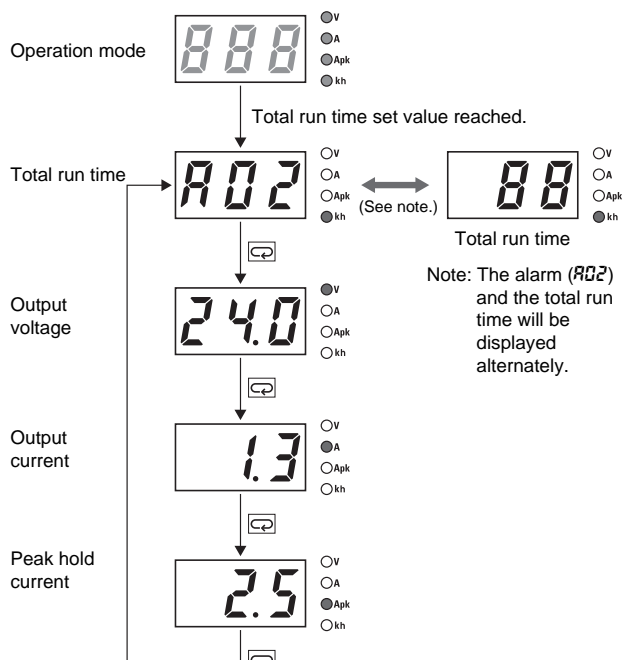 Operation mode
888
V
A
Apk
kh
Total run time set value reached.
Total run time
A02
V
A
Apk
kh
(See note.)
88
V
A
Apk
kh
Total run time
Note: The alarm (A02)
and the total run
time will be
displayed
alternately.
Output
voltage
24.0
V
A
Apk
kh
Output
current
1.3
V
A
Apk
kh
Peak hold
current
2.5
V
A
Apk
kh